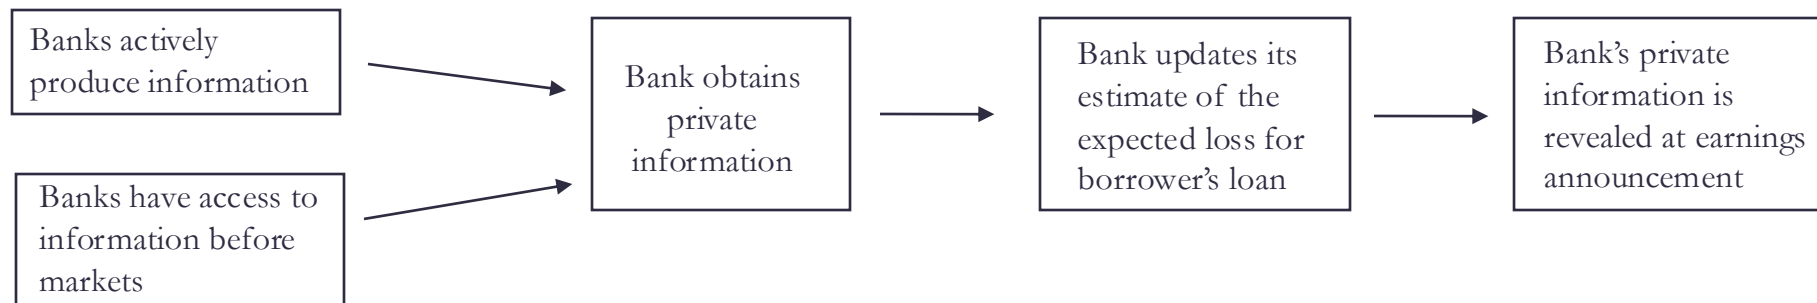 Banks actively
produce information
Banks have access to
information before
markets
Bank obtains
private
information
Bank updates its
estimate of the
expected loss for
borrower’s loan
Bank’s private
information is
revealed at earnings
announcement